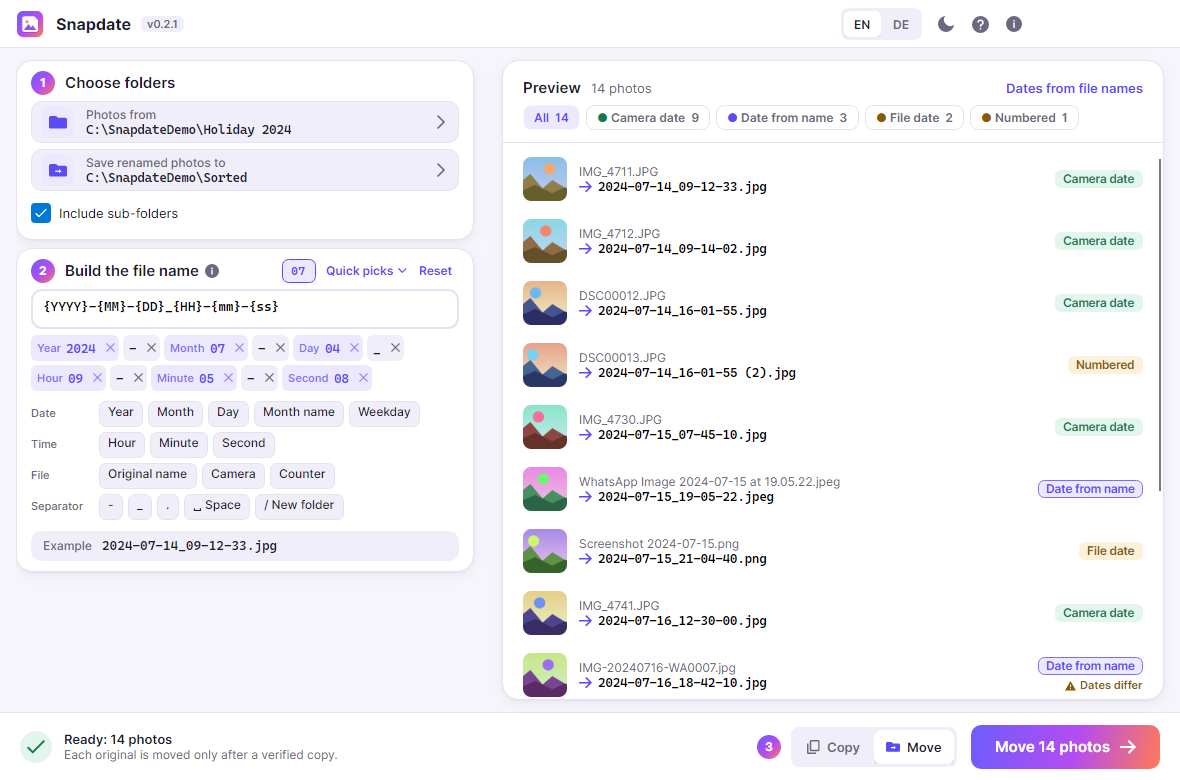 Snapdate v0.2.1
EN DE
1 Choose folders
Photos from
C:\SnapdateDemo\Holiday 2024
Save renamed photos to
C:\SnapdateDemo\Sorted
Include sub-folders
2 Build the file name
07 Quick picks Reset
{YYYY}-{MM}-{DD}_{HH}-{mm}-{ss}
Year 2024 × - × Month 07 × - × Day 04 × _ ×
Hour 09 × - × Minute 05 × - × Second 08 ×
Date Year Month Day Month name Weekday
Time Hour Minute Second
File Original name Camera Counter
Separator - _ . ␣ Space / New folder
Example 2024-07-14_09-12-33.jpg
Preview 14 photos
Dates from file names
All 14 Camera date 9 Date from name 3 File date 2 Numbered 1
IMG_4711.JPG
→ 2024-07-14_09-12-33.jpg
Camera date
IMG_4712.JPG
→ 2024-07-14_09-14-02.jpg
Camera date
DSC00012.JPG
→ 2024-07-14_16-01-55.jpg
Camera date
DSC00013.JPG
→ 2024-07-14_16-01-55 (2).jpg
Numbered
IMG_4730.JPG
→ 2024-07-15_07-45-10.jpg
Camera date
WhatsApp Image 2024-07-15 at 19.05.22.jpeg
→ 2024-07-15_19-05-22.jpeg
Date from name
Screenshot 2024-07-15.png
→ 2024-07-15_21-04-40.png
File date
IMG_4741.JPG
→ 2024-07-16_12-30-00.jpg
Camera date
IMG-20240716-WA0007.jpg
→ 2024-07-16_18-42-10.jpg
Date from name
Dates differ
Ready: 14 photos
Each original is moved only after a verified copy.
3 Copy Move
Move 14 photos →